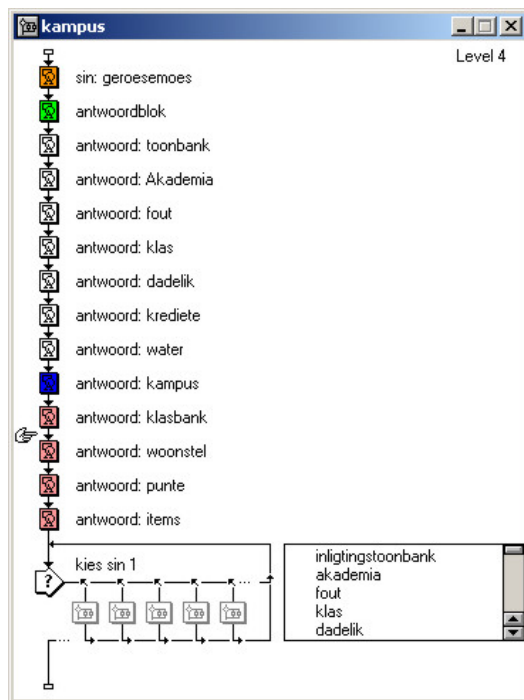 kampus
Level 4
sin: geroesemoes
antwoordblok
antwoord: toonbank
antwoord: Akademia
antwoord: fout
antwoord: klas
antwoord: dadelik
antwoord: krediete
antwoord: water
antwoord: kampus
antwoord: klasbank
antwoord: woonstel
antwoord: punte
antwoord: items
kies sin 1
?
inligtingstoonbank
akademia
fout
klas
dadelik